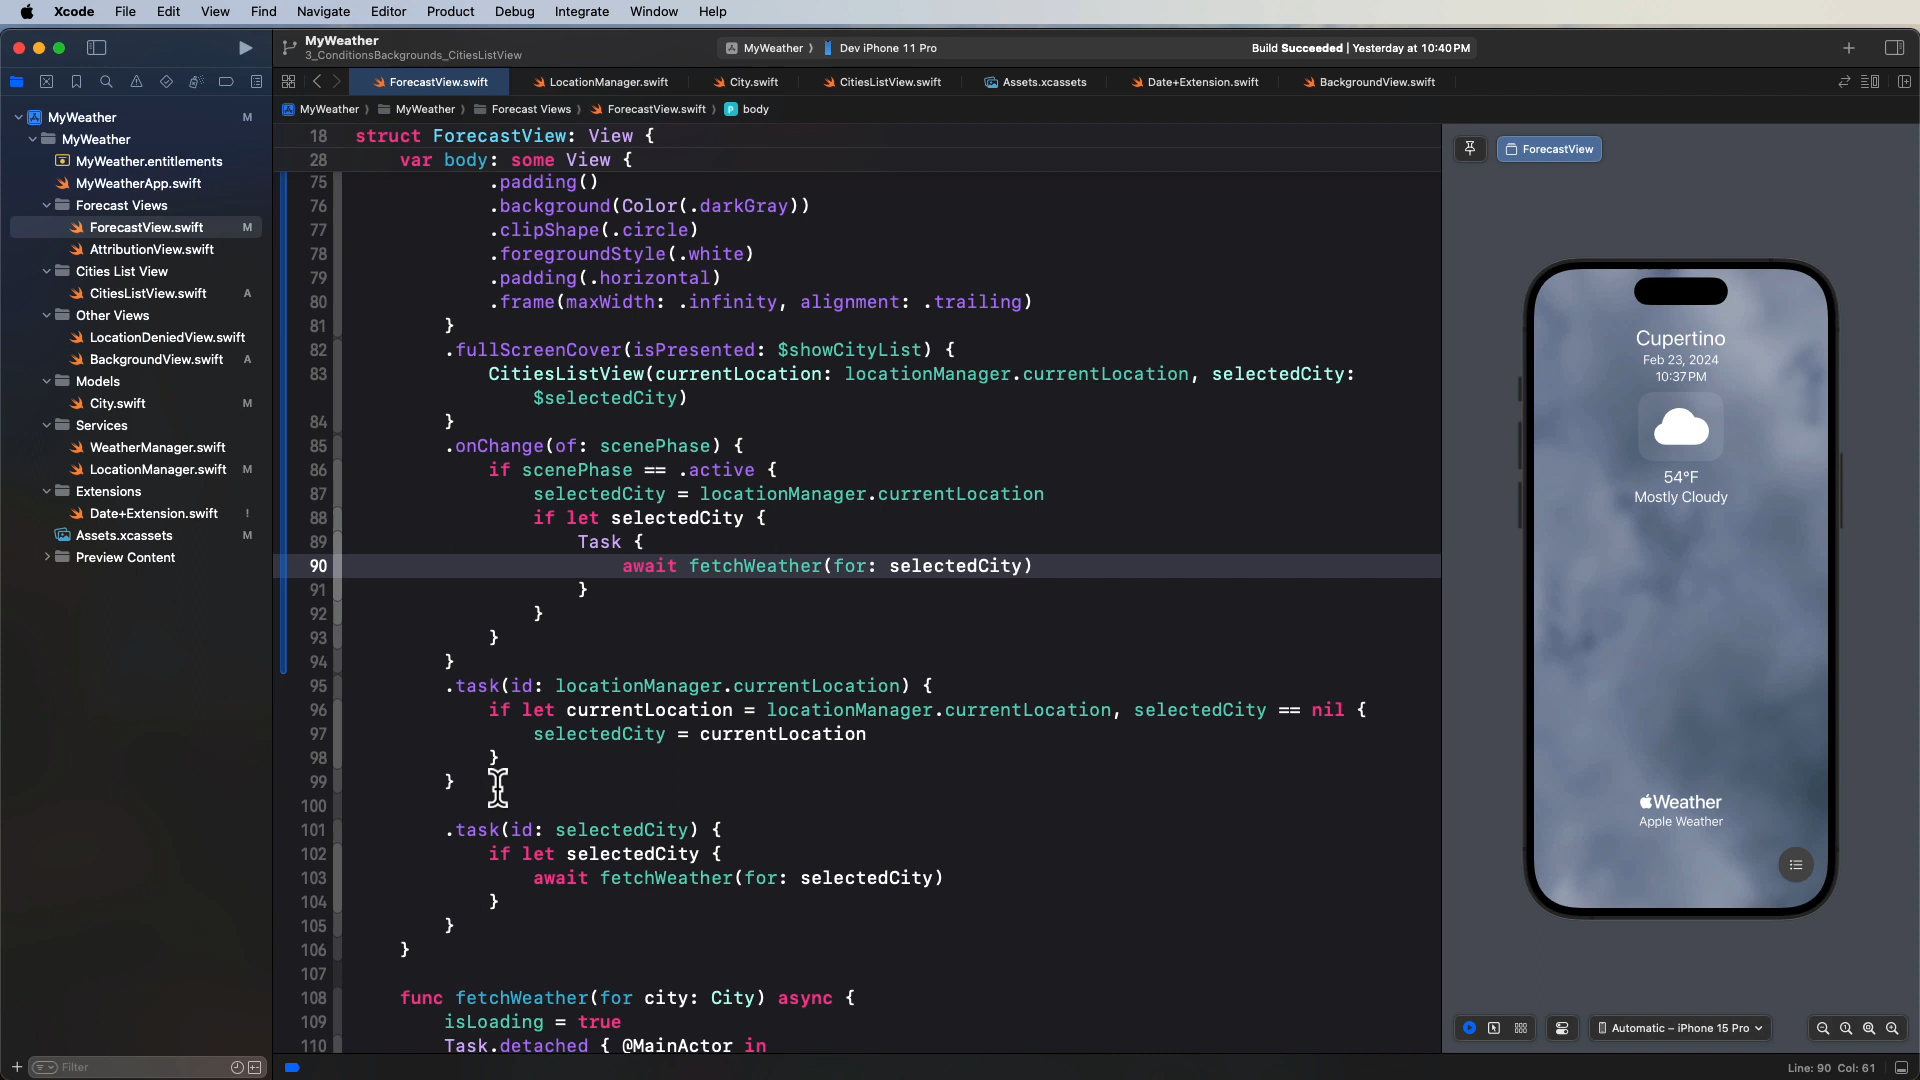 Xcode File Edit View Find Navigate Editor Product Debug Integrate Window Help
MyWeather
3_ConditionsBackgrounds_CitiesListView
MyWeather Dev iPhone 11 Pro
Build Succeeded | Yesterday at 10:40 PM
ForecastView.swift LocationManager.swift City.swift CitiesListView.swift Assets.xcassets Date+Extension.swift BackgroundView.swift
MyWeather MyWeather Forecast Views ForecastView.swift body
MyWeather M
MyWeather
MyWeather.entitlements
MyWeatherApp.swift
Forecast Views
ForecastView.swift M
AttributionView.swift
Cities List View
CitiesListView.swift A
Other Views
LocationDeniedView.swift
BackgroundView.swift A
Models
City.swift M
Services
WeatherManager.swift
LocationManager.swift M
Extensions
Date+Extension.swift !
Assets.xcassets M
Preview Content
Filter
18 struct ForecastView: View {
28 var body: some View {
75 .padding()
76 .background(Color(.darkGray))
77 .clipShape(.circle)
78 .foregroundStyle(.white)
79 .padding(.horizontal)
80 .frame(maxWidth: .infinity, alignment: .trailing)
81 }
82 .fullScreenCover(isPresented: $showCityList) {
83 CitiesListView(currentLocation: locationManager.currentLocation, selectedCity:
$selectedCity)
84 }
85 .onChange(of: scenePhase) {
86 if scenePhase == .active {
87 selectedCity = locationManager.currentLocation
88 if let selectedCity {
89 Task {
90 await fetchWeather(for: selectedCity)
91 }
92 }
93 }
94 }
95 .task(id: locationManager.currentLocation) {
96 if let currentLocation = locationManager.currentLocation, selectedCity == nil {
97 selectedCity = currentLocation
98 }
99 }
100
101 .task(id: selectedCity) {
102 if let selectedCity {
103 await fetchWeather(for: selectedCity)
104 }
105 }
106 }
107
108 func fetchWeather(for city: City) async {
109 isLoading = true
110 Task.detached { @MainActor in
ForecastView
Cupertino
Feb 23, 2024
10:37 PM
54°F
Mostly Cloudy
Weather
Apple Weather
Automatic – iPhone 15 Pro
Line: 90 Col: 61